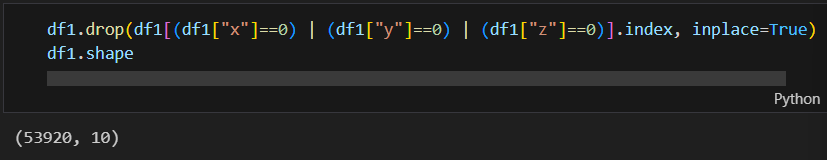 df1.drop(df1[(df1["x"]==0) | (df1["y"]==0) | (df1["z"]==0)].index, inplace=True)
df1.shape
Python
(53920, 10)